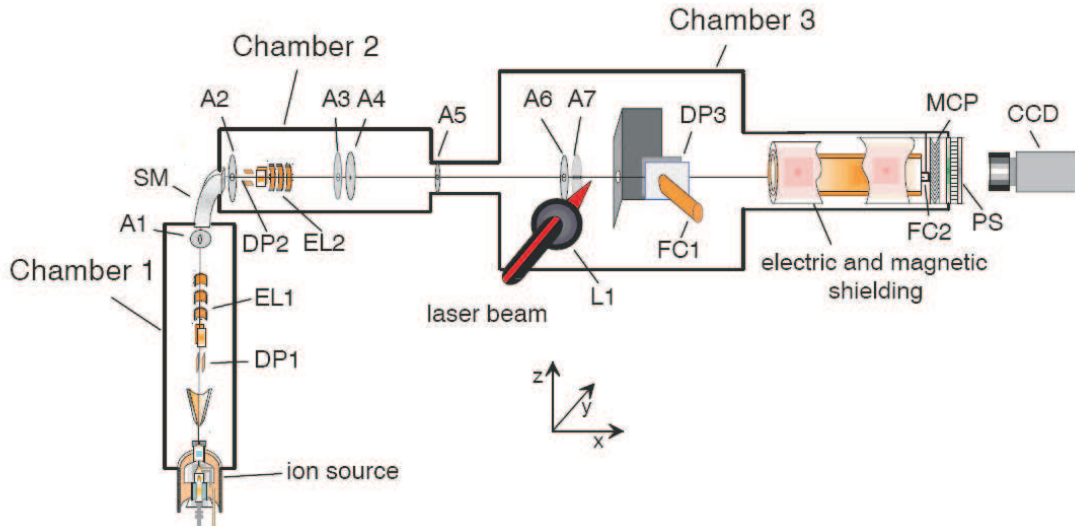 Chamber 3
Chamber 2
A2
A3
A4
A5
A6
A7
DP3
MCP
CCD
SM
A1
DP2
EL2
FC1
FC2
PS
Chamber 1
electric and magnetic
shielding
EL1
laser beam
L1
DP1
z
y
x
ion source